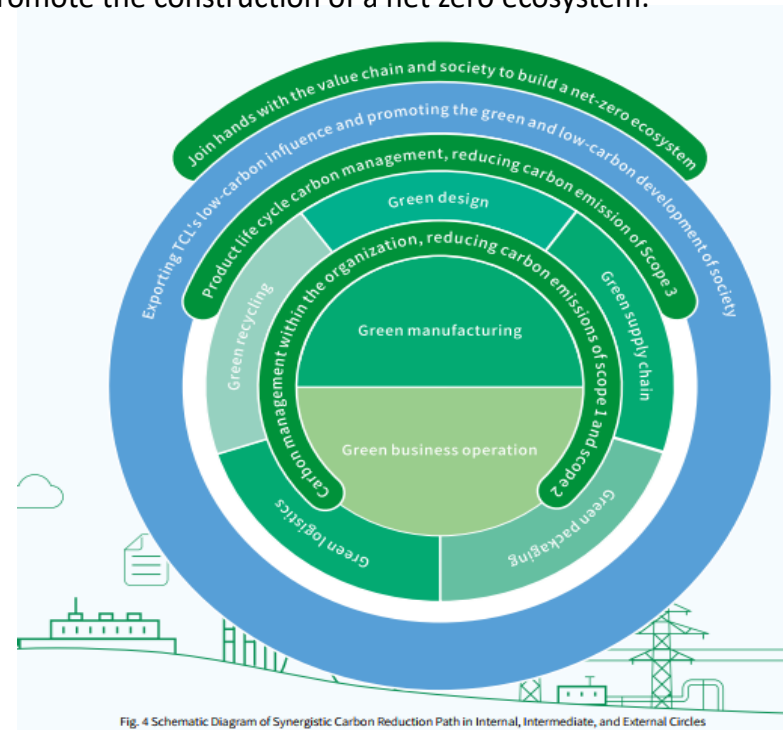 romote the construction of a net zero ecosystem.
Join hands with the value chain and society to build a net-zero ecosystem
Exporting TCL's low-carbon influence and promoting the green and low-carbon development of society
Product life cycle carbon management, reducing carbon emission of Scope 3
Green design
Green recycling
Green supply chain
Carbon management within the organization, reducing carbon emissions of scope 1 and scope 2
Green manufacturing
Green business operation
Green logistics
Green packaging
Fig. 4 Schematic Diagram of Synergistic Carbon Reduction Path in Internal, Intermediate, and External Circles